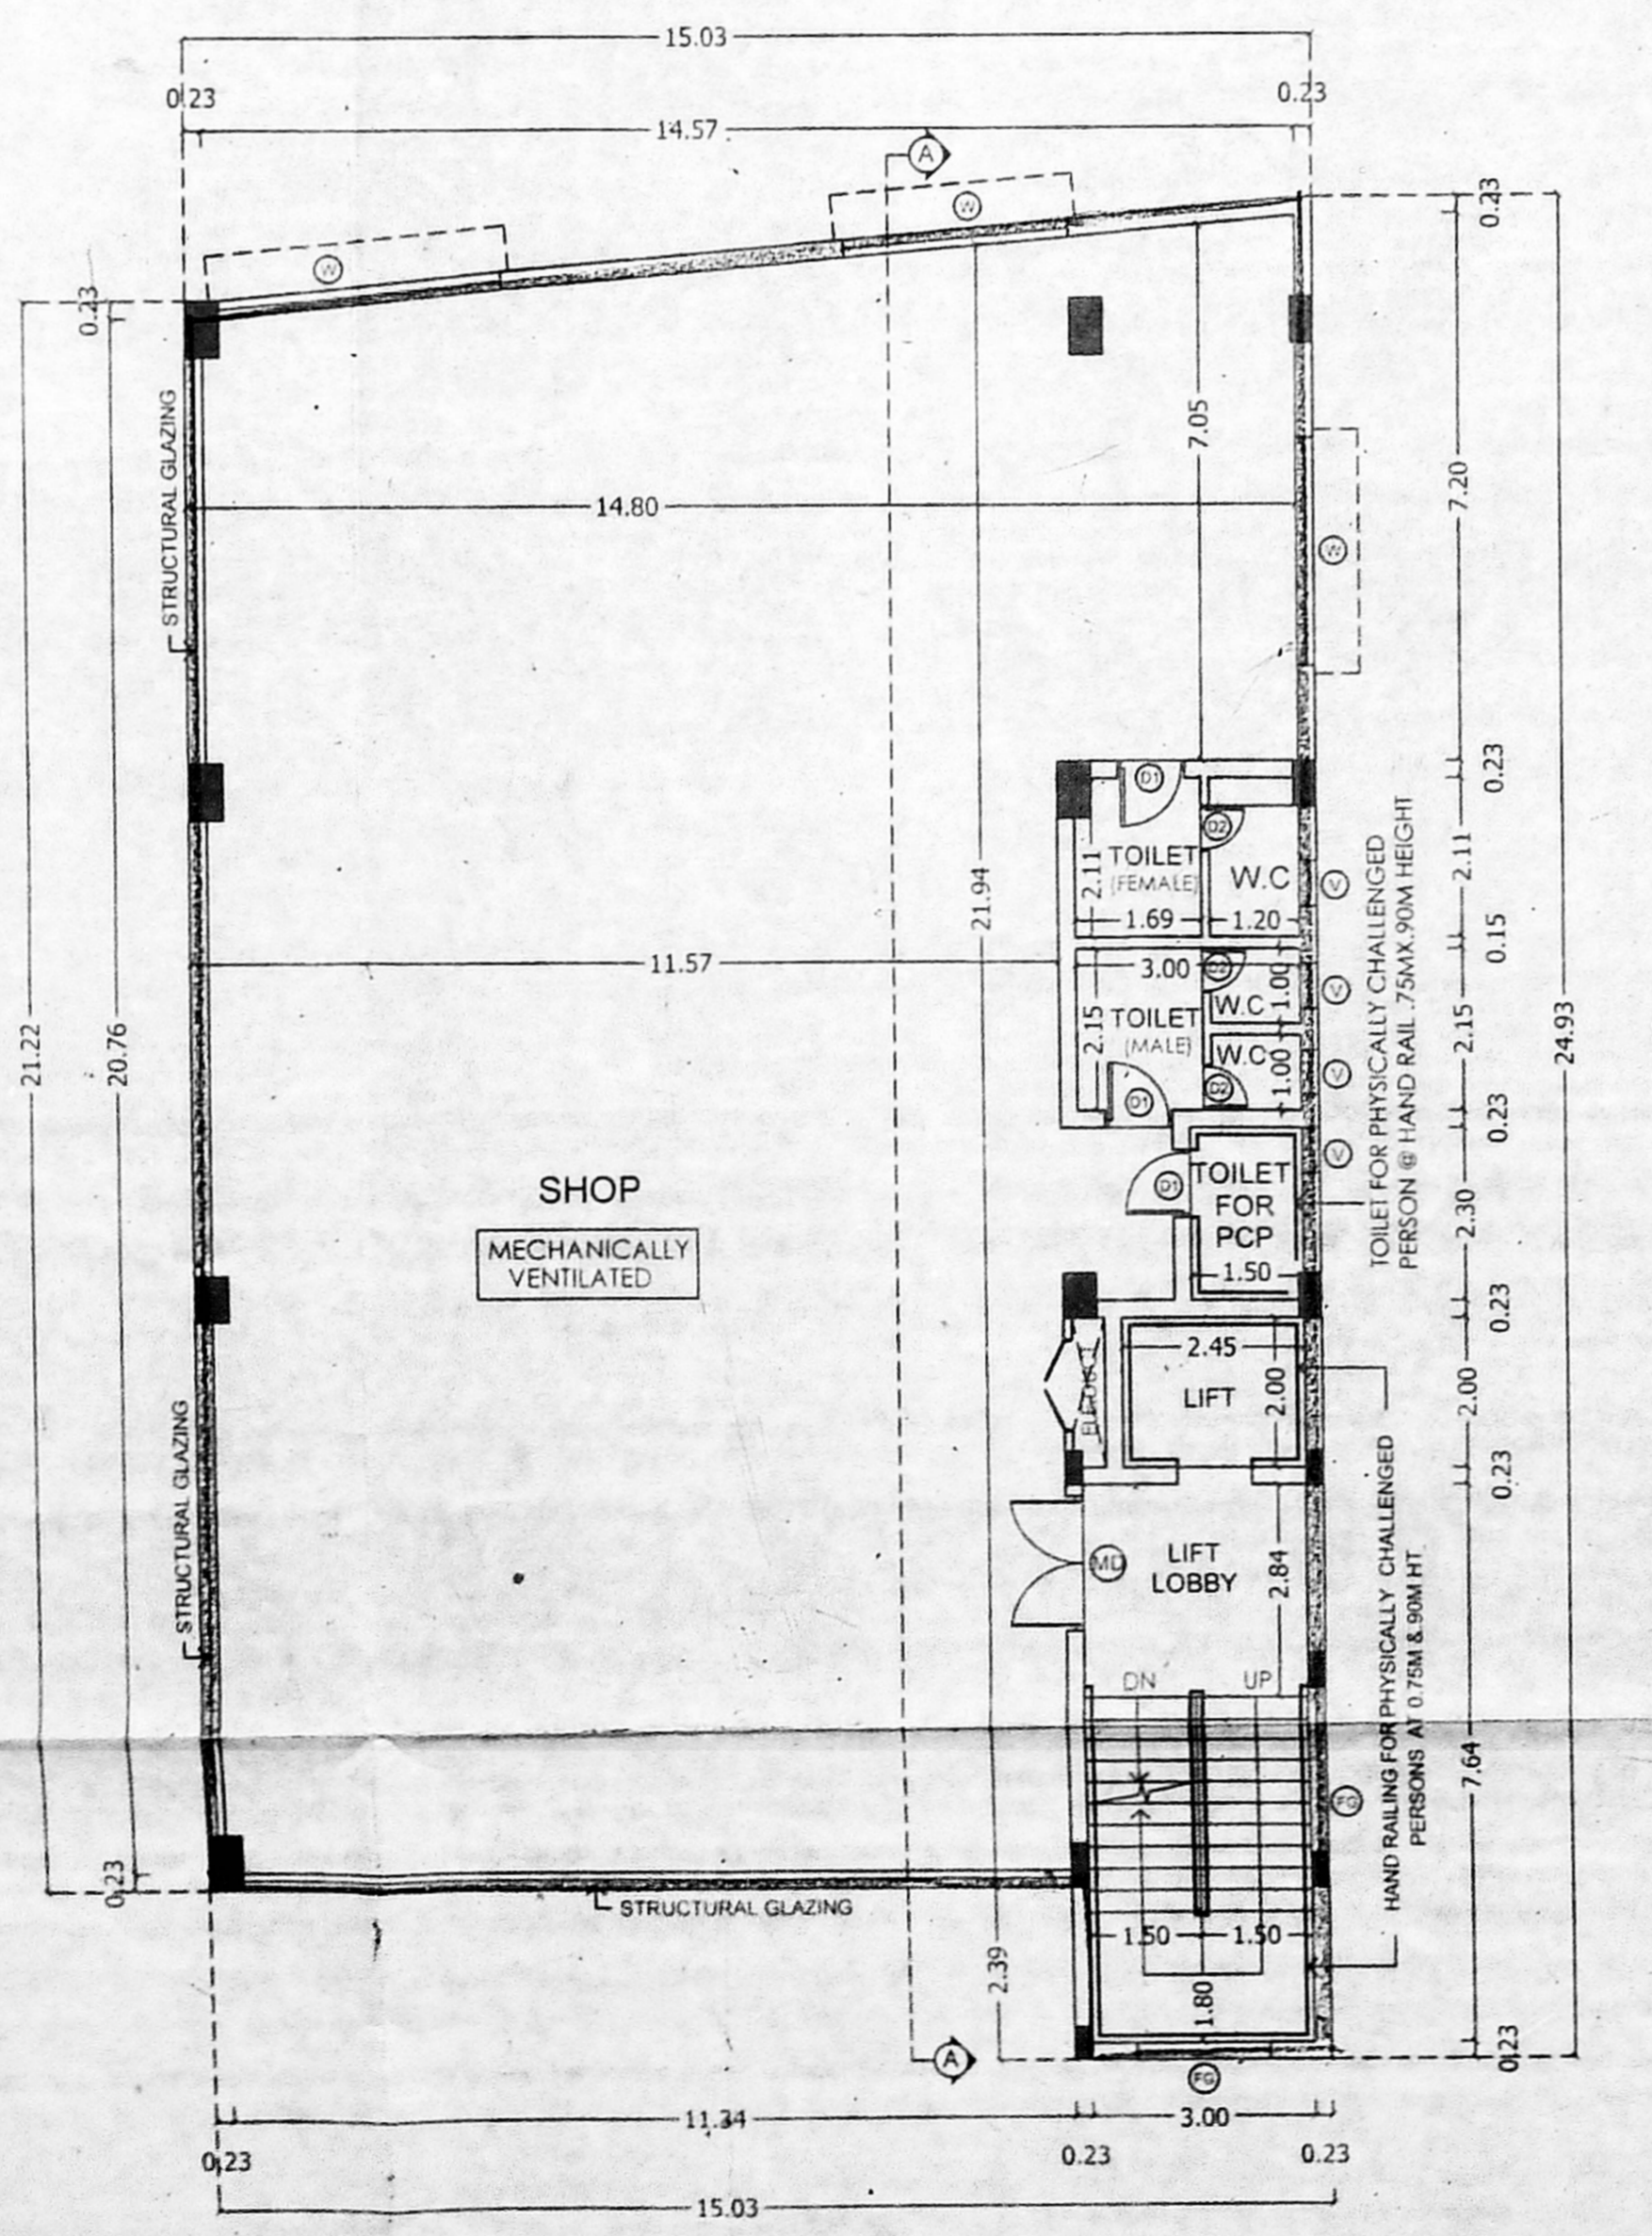 15.03
0.23
0.23
14.57
A
W
W
0.23
0.23
STRUCTURAL GLAZING
7.05
7.20
14.80
W
D1
0.23
D2
TOILET
(FEMALE)
W.C
2.11
1.69
1.20
V
2.11
0.15
21.94
11.57
3.00
D2
W.C
1.00
V
TOILET
(MALE)
2.15
W.C
1.00
V
D1
D2
2.15
24.93
21.22
20.76
0.23
TOILET FOR PHYSICALLY CHALLENGED
PERSON @ HAND RAIL .75MX.90M HEIGHT
V
SHOP
MECHANICALLY
VENTILATED
D1
TOILET
FOR
PCP
1.50
2.30
0.23
2.45
LIFT
2.00
2.00
0.23
STRUCTURAL GLAZING
MD
LIFT
LOBBY
2.84
DN
UP
HAND RAILING FOR PHYSICALLY CHALLENGED
PERSONS AT 0.75M &.90M HT.
7.64
FG
0.23
STRUCTURAL GLAZING
1.50
1.50
2.39
1.80
A
FG
0.23
11.34
3.00
0.23
0.23
0.23
15.03